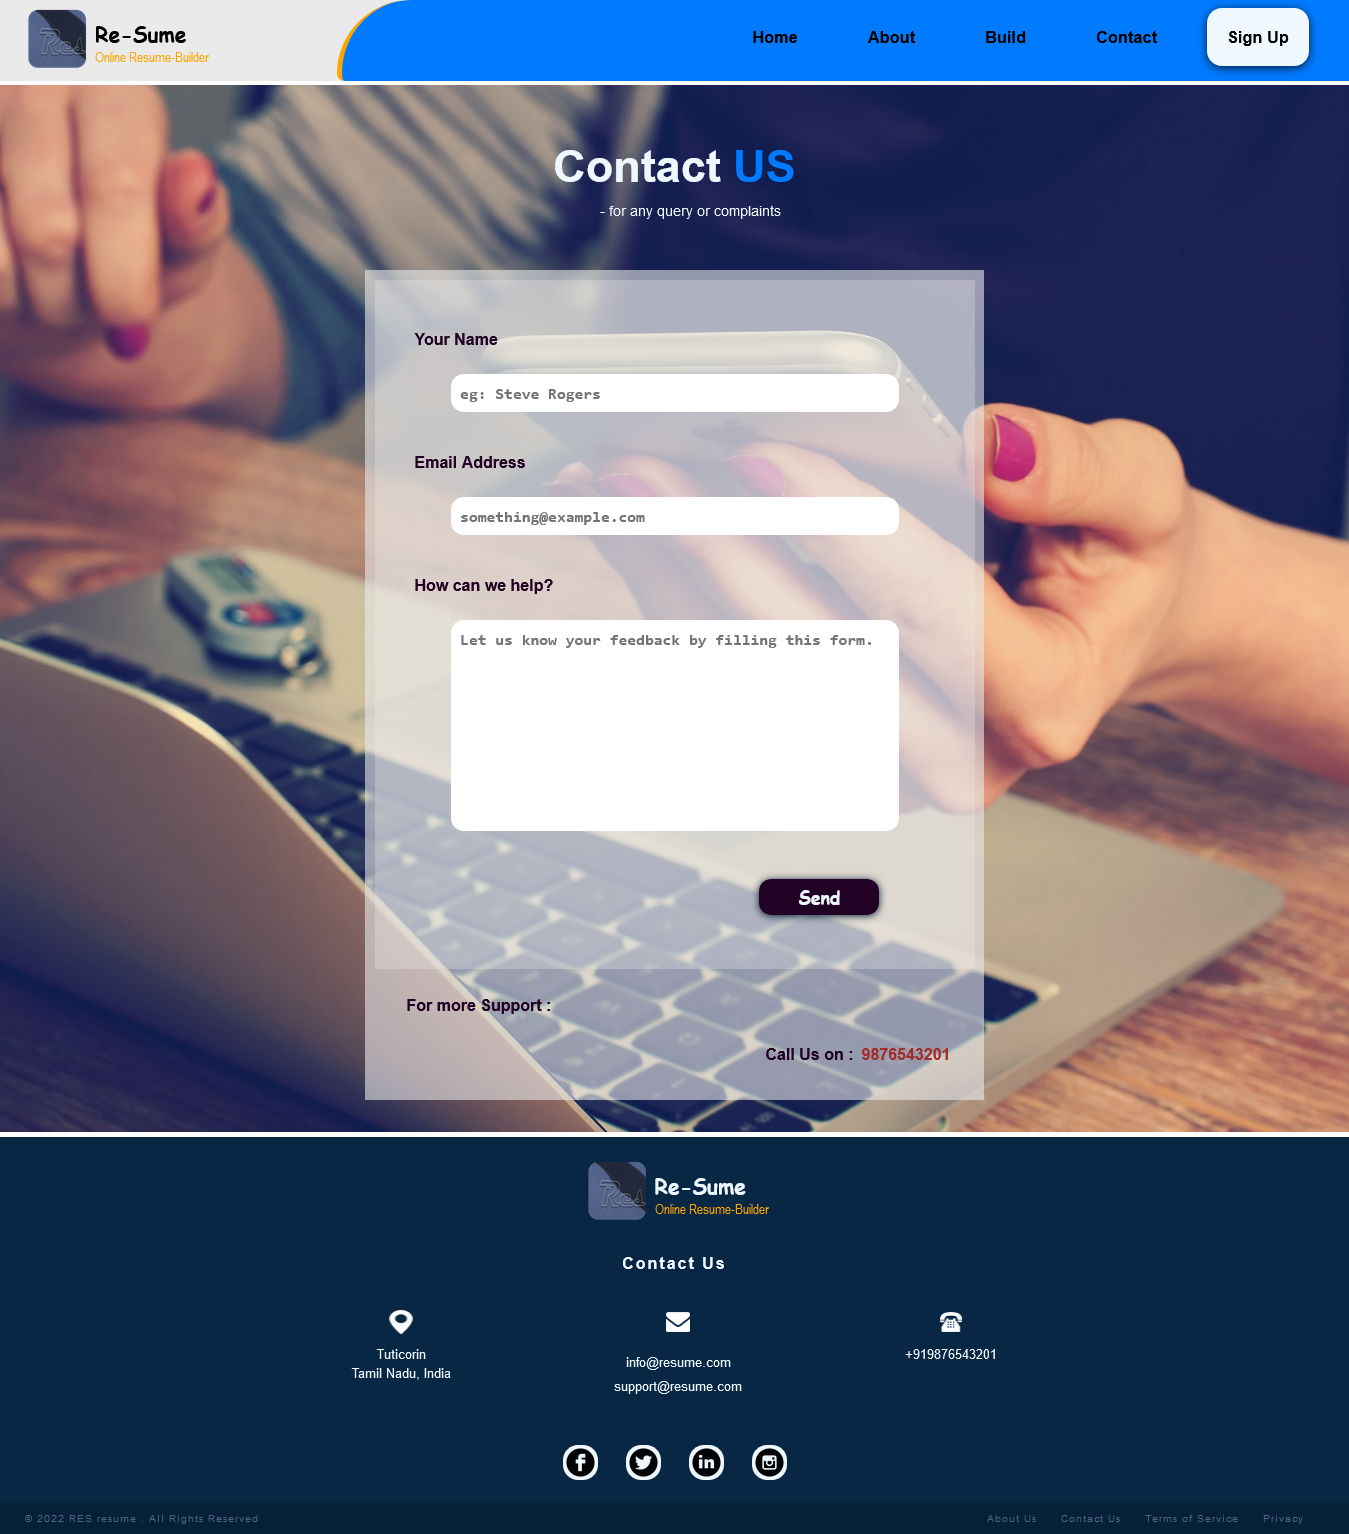 Res
Re-Sume
Online Resume-Builder
Home
About
Build
Contact
Sign Up
Contact US
- for any query or complaints
Your Name
eg: Steve Rogers
Email Address
something@example.com
How can we help?
Let us know your feedback by filling this form.
Send
For more Support :
Call Us on : 9876543201
Res
Re-Sume
Online Resume-Builder
Contact Us
Tuticorin
Tamil Nadu, India
info@resume.com
support@resume.com
+919876543201
© 2022 RES resume . All Rights Reserved
About Us
Contact Us
Terms of Service
Privacy